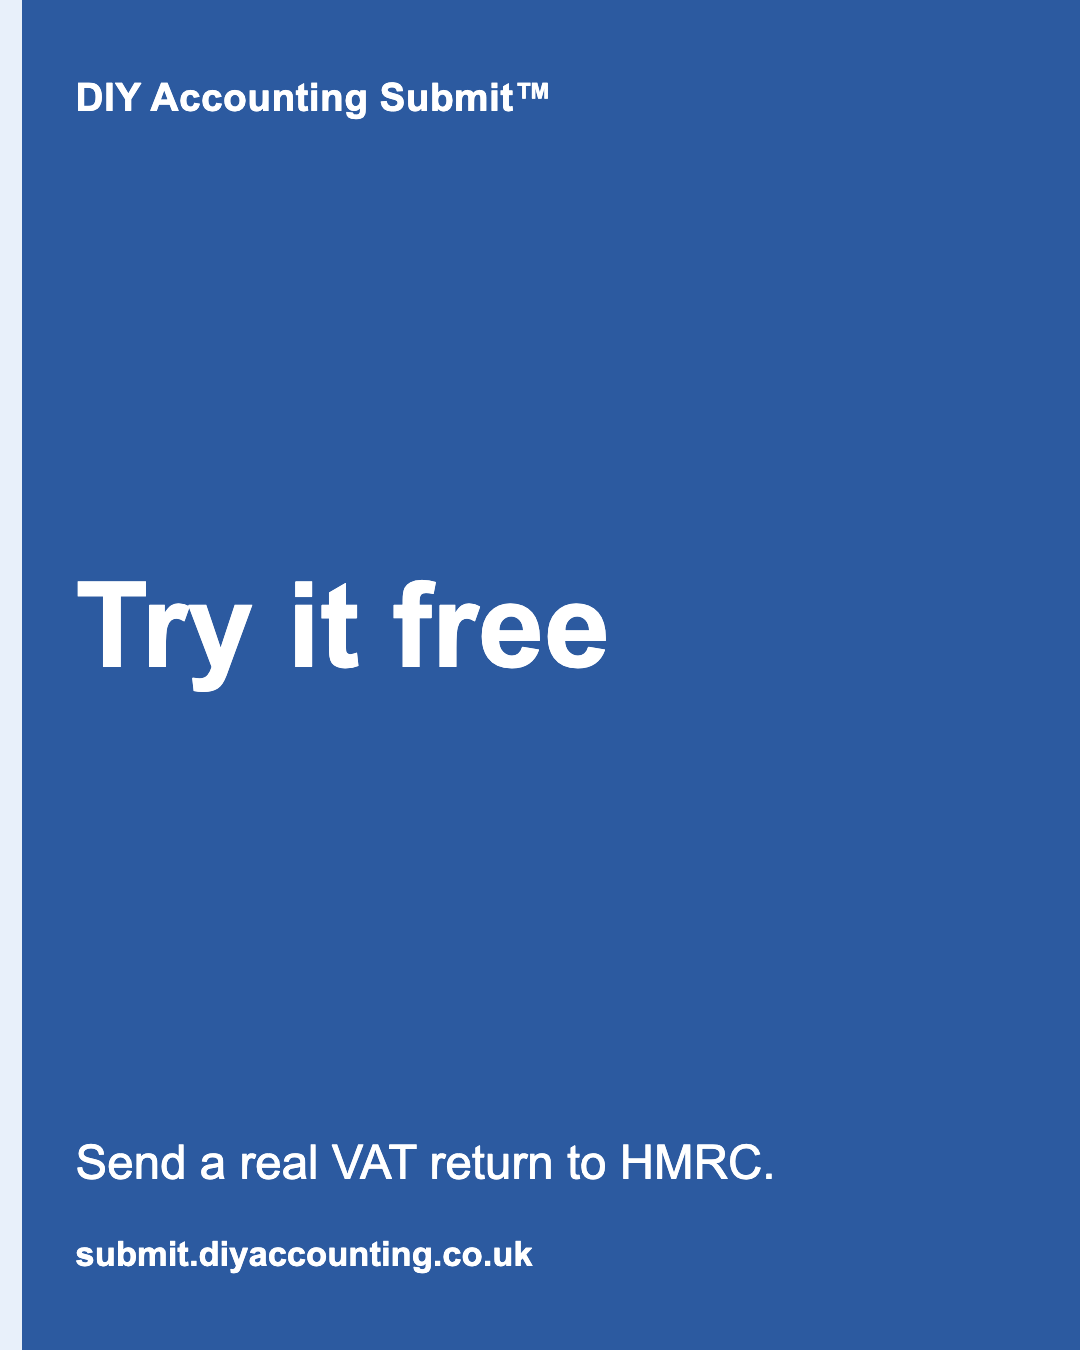 DIY Accounting Submit™
Try it free
Send a real VAT return to HMRC.
submit.diyaccounting.co.uk